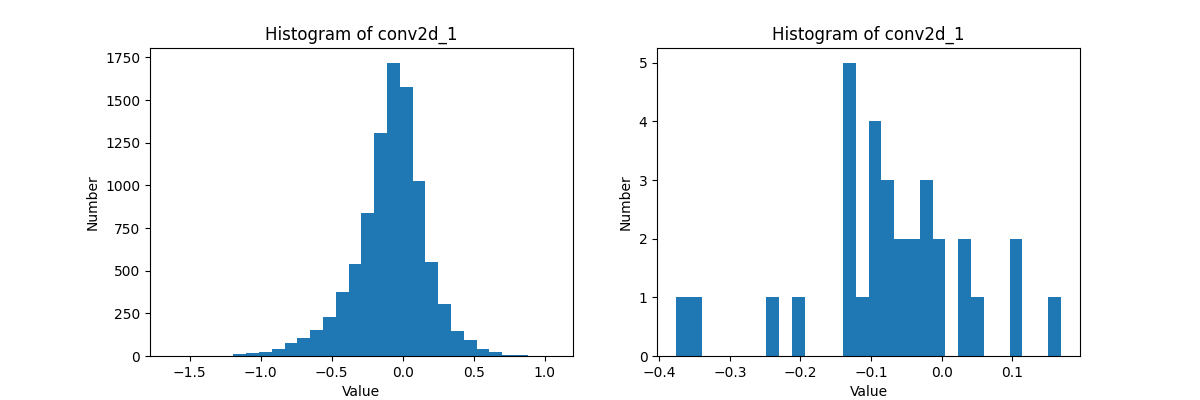 Histogram of conv2d_1
1750
1500
1250
1000
750
500
250
0
Number
−1.5 −1.0 −0.5 0.0 0.5 1.0
Value
Histogram of conv2d_1
5
4
3
2
1
0
Number
−0.4 −0.3 −0.2 −0.1 0.0 0.1
Value